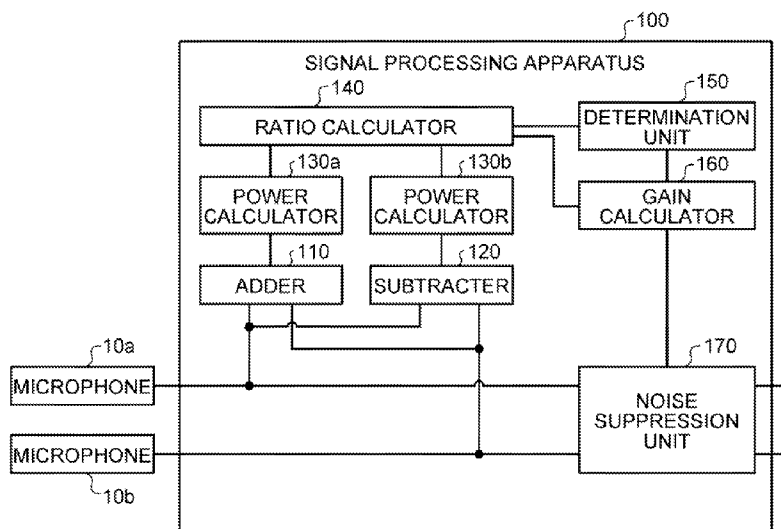 100
SIGNAL PROCESSING APPARATUS
140
RATIO CALCULATOR
150
DETERMINATION
UNIT
130a
POWER
CALCULATOR
130b
POWER
CALCULATOR
160
GAIN
CALCULATOR
110
ADDER
120
SUBTRACTER
10a
MICROPHONE
170
NOISE
SUPPRESSION
UNIT
MICROPHONE
10b